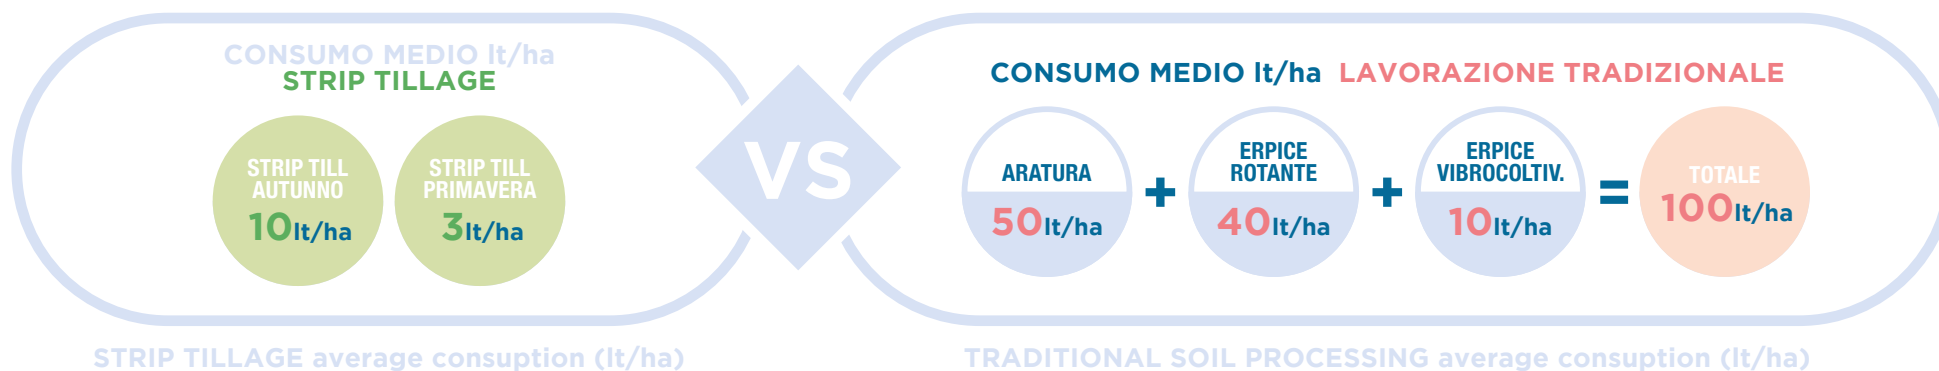 CONSUMO MEDIO lt/ha
STRIP TILLAGE
STRIP TILL
AUTUNNO
10lt/ha
STRIP TILL
PRIMAVERA
3lt/ha
VS
CONSUMO MEDIO lt/ha LAVORAZIONE TRADIZIONALE
ARATURA
50lt/ha
+
ERPICE
ROTANTE
40lt/ha
+
ERPICE
VIBROCOLTIV.
10lt/ha
=
TOTALE
100lt/ha
STRIP TILLAGE average consuption (lt/ha)
TRADITIONAL SOIL PROCESSING average consuption (lt/ha)